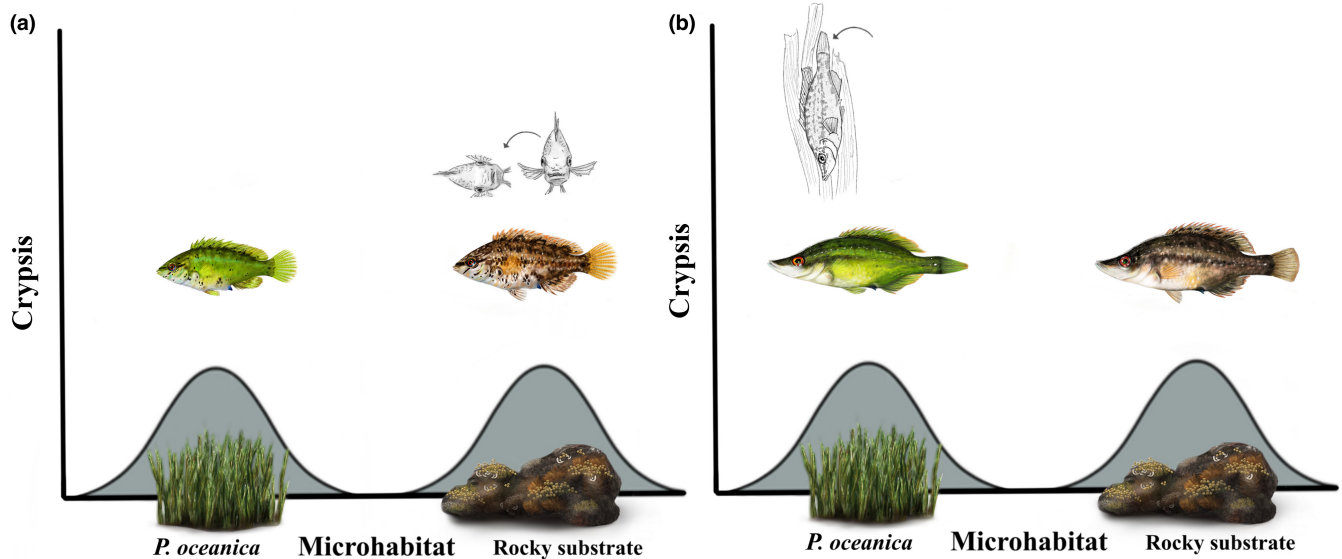 (a)
Crypsis
P. oceanica
Microhabitat
Rocky substrate
(b)
Crypsis
P. oceanica
Microhabitat
Rocky substrate